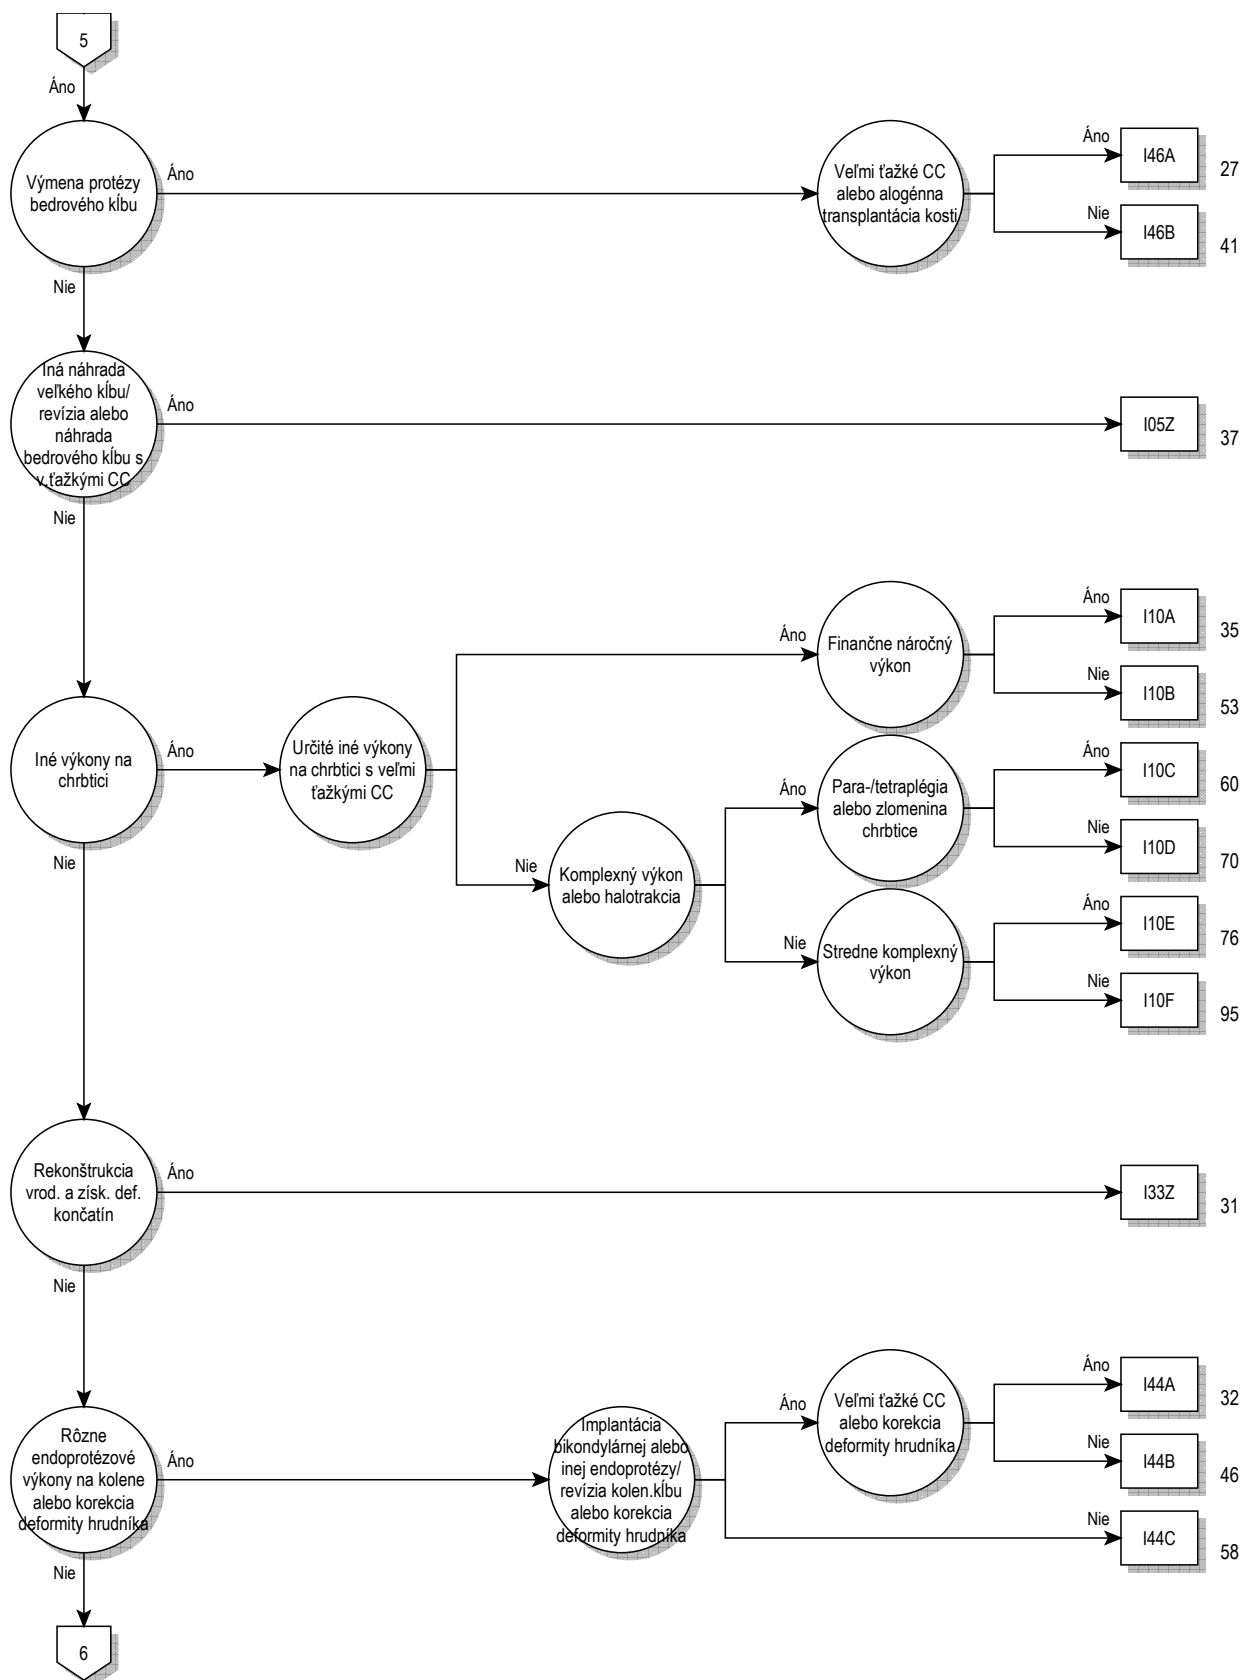 5
Áno
Výmena protézy
bedrového kĺbu
Áno
Veľmi ťažké CC
alebo alogénna
transplantácia kosti
Áno
I46A
27
Nie
I46B
41
Nie
Iná náhrada
veľkého kĺbu/
revízia alebo
náhrada
bedrového kĺbu s
v.ťažkými CC
Áno
I05Z
37
Nie
Iné výkony na
chrbtici
Áno
Určité iné výkony
na chrbtici s veľmi
ťažkými CC
Áno
Finančne náročný
výkon
Áno
I10A
35
Nie
I10B
53
Nie
Komplexný výkon
alebo halotrakcia
Áno
Para-/tetraplégia
alebo zlomenina
chrbtice
Áno
I10C
60
Nie
I10D
70
Nie
Stredne komplexný
výkon
Áno
I10E
76
Nie
I10F
95
Nie
Rekonštrukcia
vrod. a získ. def.
končatín
Áno
I33Z
31
Nie
Rôzne
endoprotézové
výkony na kolene
alebo korekcia
deformity hrudníka
Áno
Implantácia
bikondylárnej alebo
inej endoprotézy/
revízia kolen.kĺbu
alebo korekcia
deformity hrudníka
Áno
Veľmi ťažké CC
alebo korekcia
deformity hrudníka
Áno
I44A
32
Nie
I44B
46
Nie
I44C
58
Nie
6